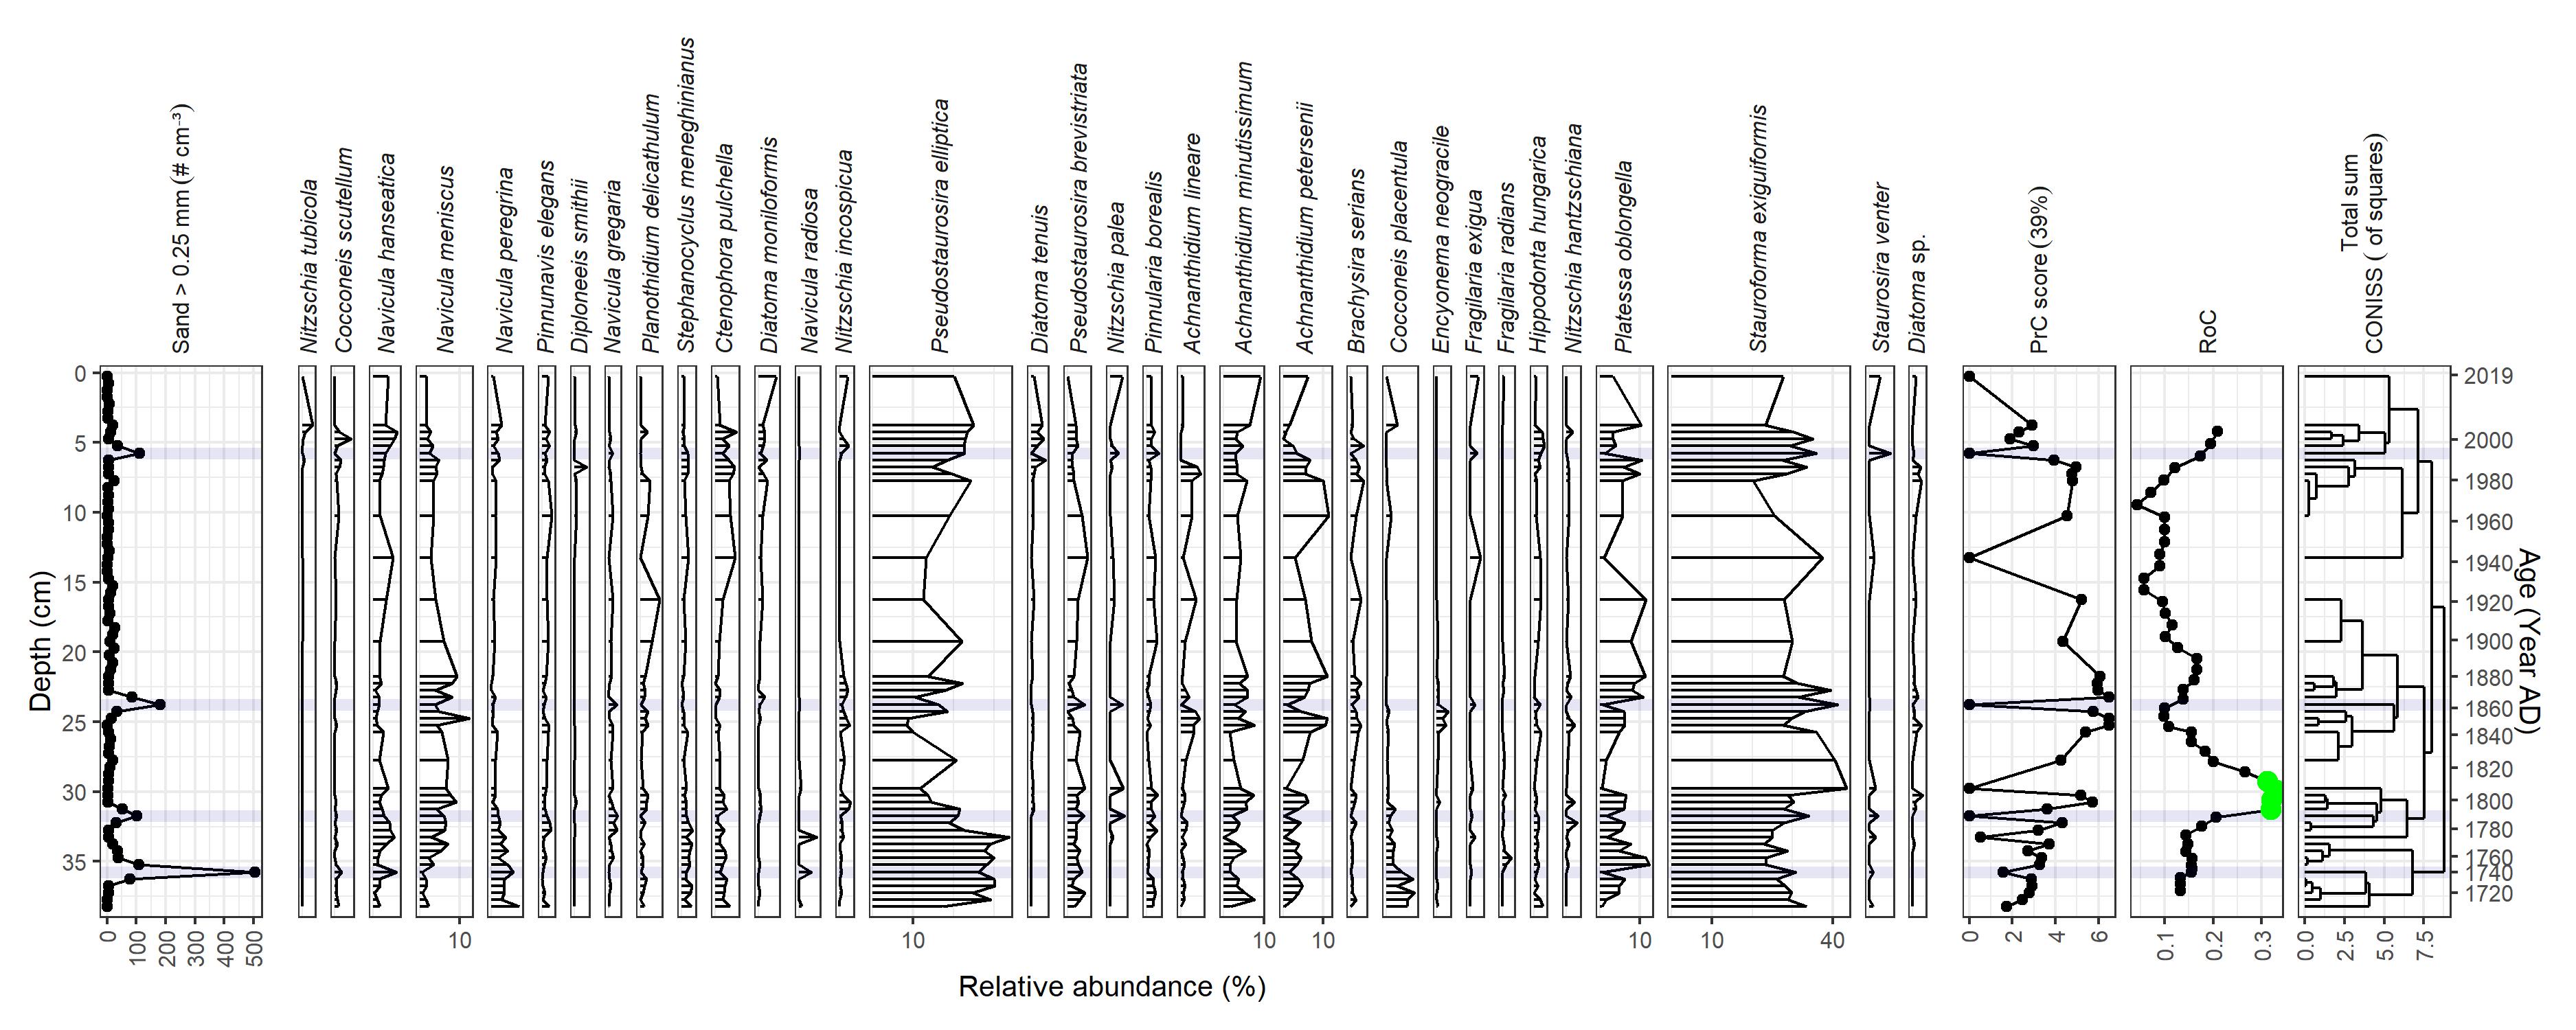 Sand > 0.25 mm (# cm⁻³)
Nitzschia tubicola
Cocconeis scutellum
Navicula hanseatica
Navicula meniscus
Navicula peregrina
Pinnunavis elegans
Diploneis smithii
Navicula gregaria
Planothidium delicathulum
Stephanocyclus meneghinianus
Ctenophora pulchella
Diatoma moniloformis
Navicula radiosa
Nitzschia incospicua
Pseudostaurosira elliptica
Diatoma tenuis
Pseudostaurosira brevistriata
Nitzschia palea
Pinnularia borealis
Achnanthidium lineare
Achnanthidium minutissimum
Achnanthidium petersenii
Brachysira serians
Cocconeis placentula
Encyonema neogracile
Fragilaria exigua
Fragilaria radians
Hippodonta hungarica
Nitzschia hantzschiana
Platessa oblongella
Stauroforma exiguiformis
Staurosira venter
Diatoma sp.
PrC score (39%)
RoC
Total sum
CONISS ( of squares)
Depth (cm)
0
5
10
15
20
25
30
35
2019
2000
1980
1960
1940
1920
1900
1880
1860
1840
1820
1800
1780
1760
1740
1720
Age (Year AD)
0 100 200 300 400 500
10
10
10
10
10
10 40
0 2 4 6
0.1 0.2 0.3
0.0 2.5 5.0 7.5
Relative abundance (%)